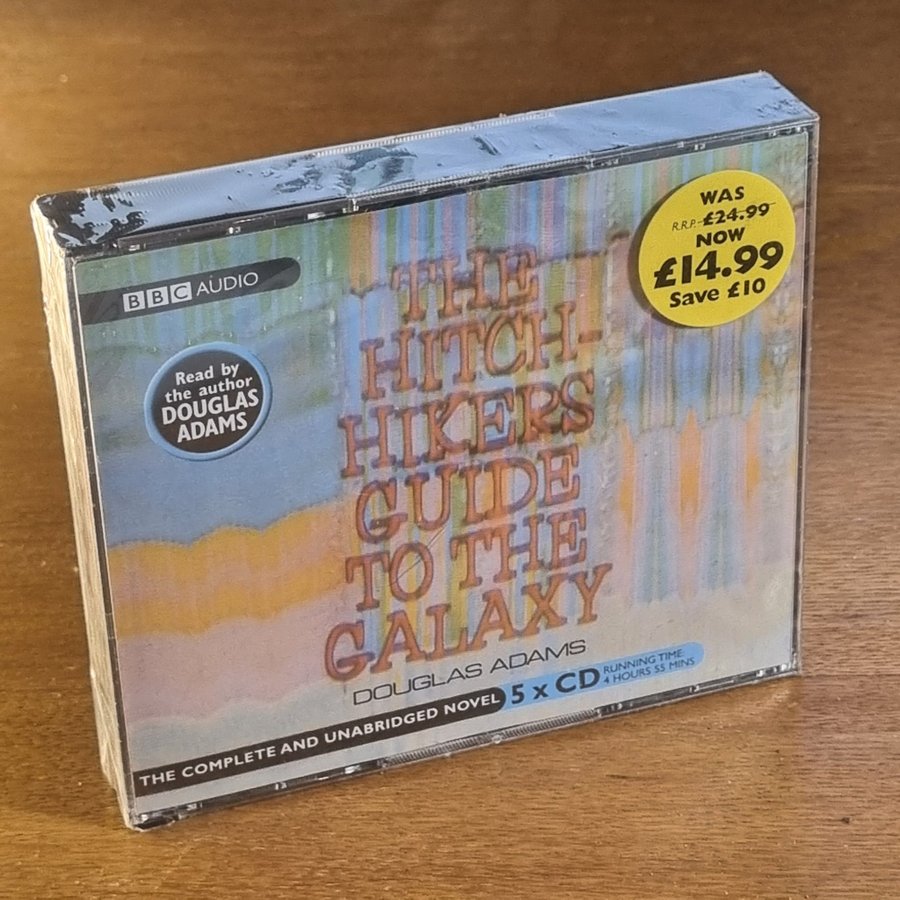 WAS
R.R.P. £24.99
NOW
£14.99
Save £10
BBC AUDIO
Read by
the author
DOUGLAS
ADAMS
THE
HITCH-
HIKERS
GUIDE
TO THE
GALAXY
DOUGLAS ADAMS
THE COMPLETE AND UNABRIDGED NOVEL
5 x CD
RUNNING TIME:
4 HOURS 55 MINS